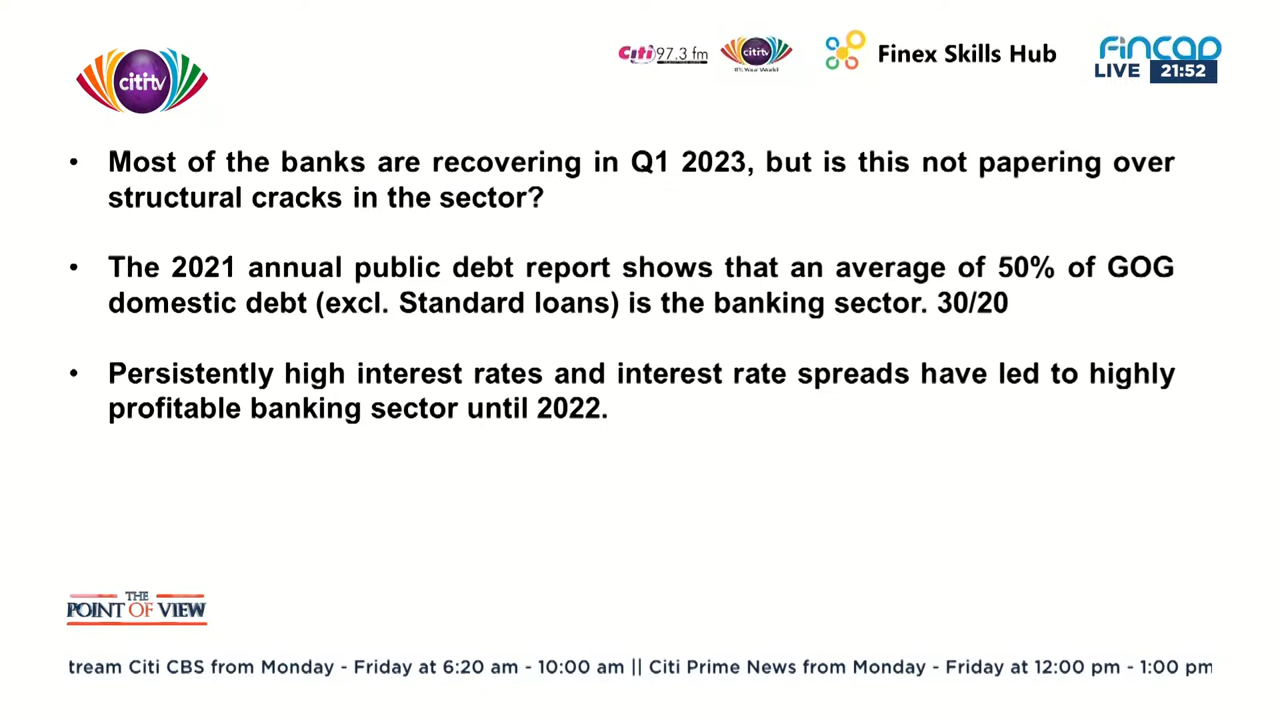 citi tv
Citi 97.3 fm
citi tv
It's Your World
Finex Skills Hub
fincap
LIVE 21:52
• Most of the banks are recovering in Q1 2023, but is this not papering over
structural cracks in the sector?
• The 2021 annual public debt report shows that an average of 50% of GOG
domestic debt (excl. Standard loans) is the banking sector. 30/20
• Persistently high interest rates and interest rate spreads have led to highly
profitable banking sector until 2022.
THE
POINT OF VIEW
tream Citi CBS from Monday - Friday at 6:20 am - 10:00 am || Citi Prime News from Monday - Friday at 12:00 pm - 1:00 pm